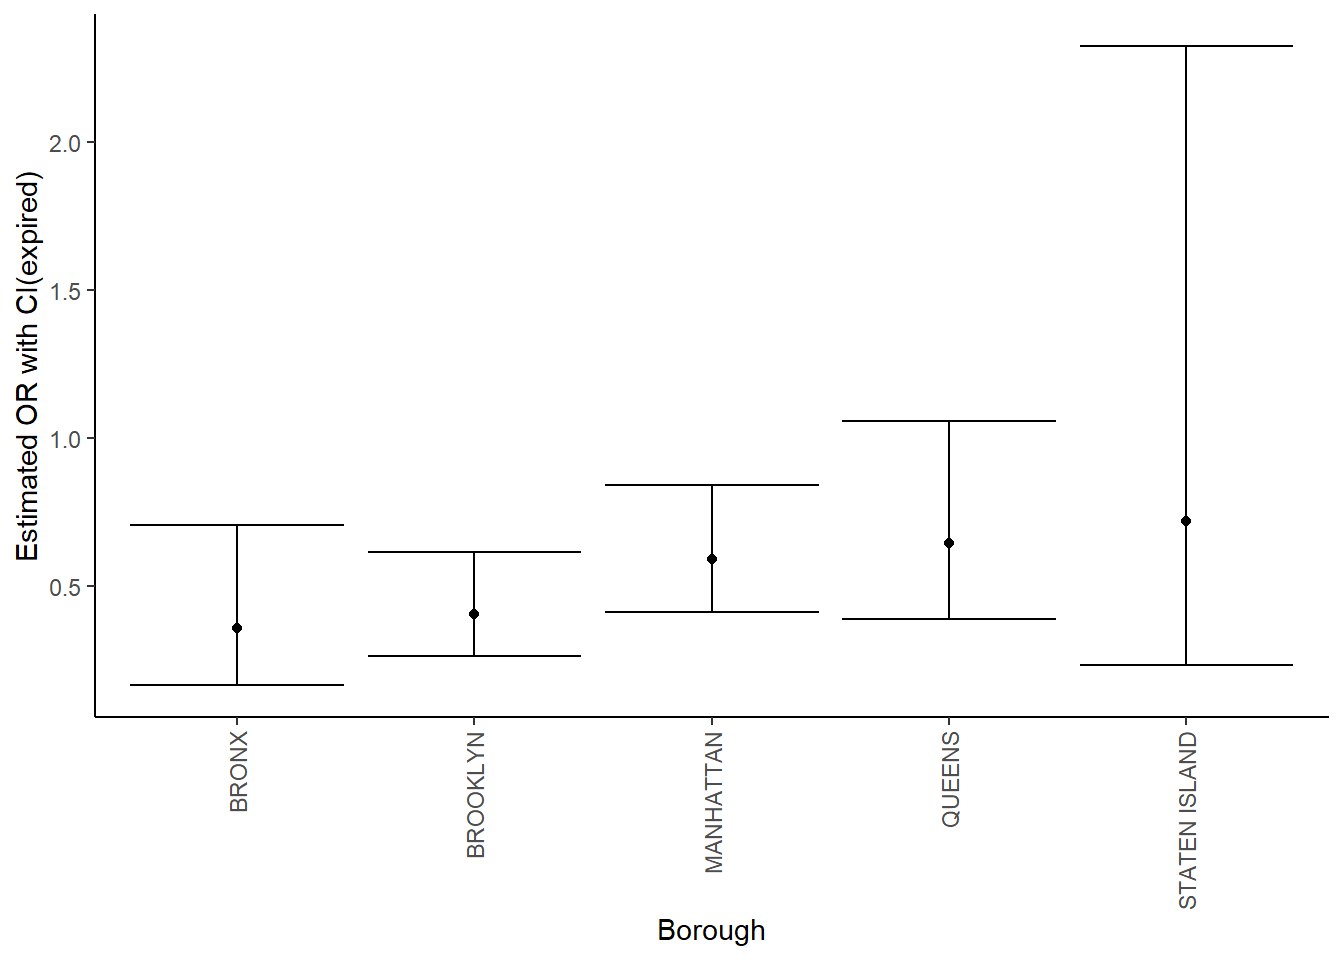 Estimated OR with CI(expired)
2.0
1.5
1.0
0.5
BRONX
BROOKLYN
MANHATTAN
QUEENS
STATEN ISLAND
Borough